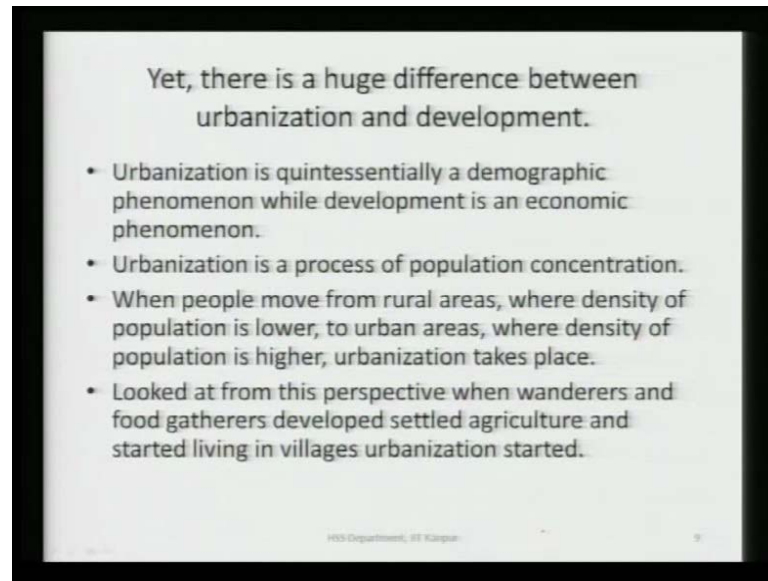 Yet, there is a huge difference between
urbanization and development.
• Urbanization is quintessentially a demographic
phenomenon while development is an economic
phenomenon.
• Urbanization is a process of population concentration.
• When people move from rural areas, where density of
population is lower, to urban areas, where density of
population is higher, urbanization takes place.
• Looked at from this perspective when wanderers and
food gatherers developed settled agriculture and
started living in villages urbanization started.
HSS Department, IIT Kanpur
9